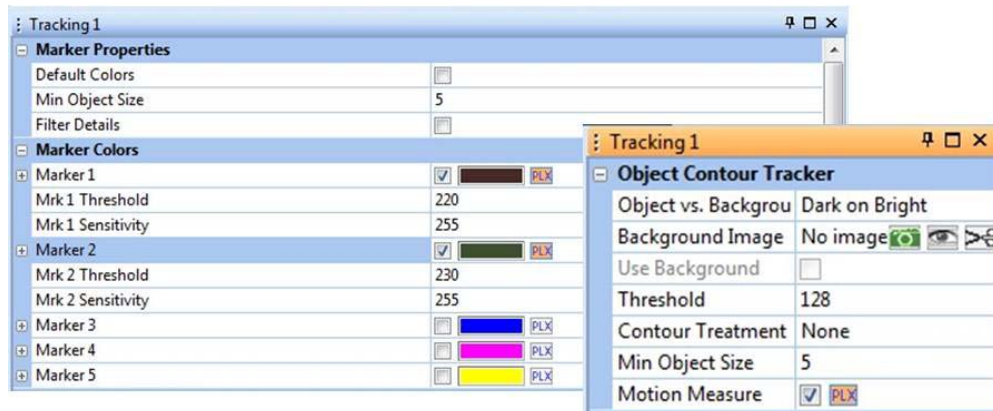 Tracking 1
Marker Properties
Default Colors
Min Object Size 5
Filter Details
Marker Colors
Marker 1 PLX
Mrk 1 Threshold 220
Mrk 1 Sensitivity 255
Marker 2 PLX
Mrk 2 Threshold 230
Mrk 2 Sensitivity 255
Marker 3 PLX
Marker 4 PLX
Marker 5 PLX
Tracking 1
Object Contour Tracker
Object vs. Backgrou Dark on Bright
Background Image No image
Use Background
Threshold 128
Contour Treatment None
Min Object Size 5
Motion Measure PLX